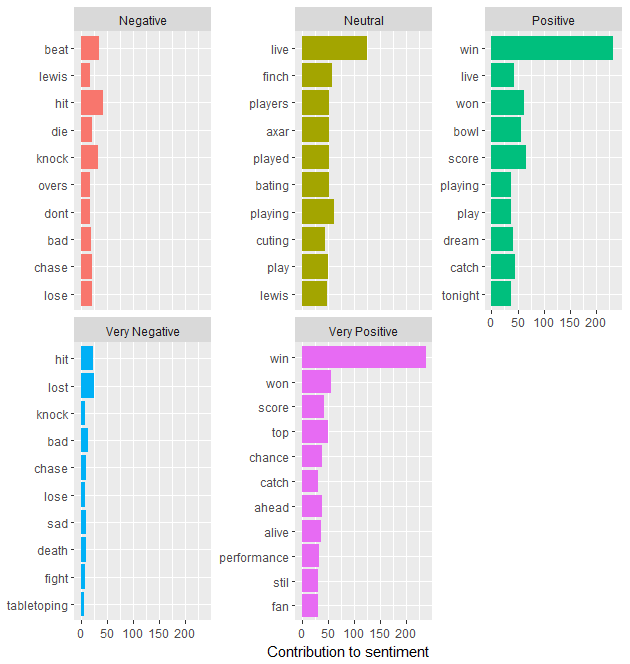 Negative
beat
lewis
hit
die
knock
overs
dont
bad
chase
lose
Neutral
live
finch
players
axar
played
bating
playing
cuting
play
lewis
Positive
win
live
won
bowl
score
playing
play
dream
catch
tonight
0 50 100 150 200
Very Negative
hit
lost
knock
bad
chase
lose
sad
death
fight
tabletoping
0 50 100 150 200
Very Positive
win
won
score
top
chance
catch
ahead
alive
performance
stil
fan
0 50 100 150 200
Contribution to sentiment